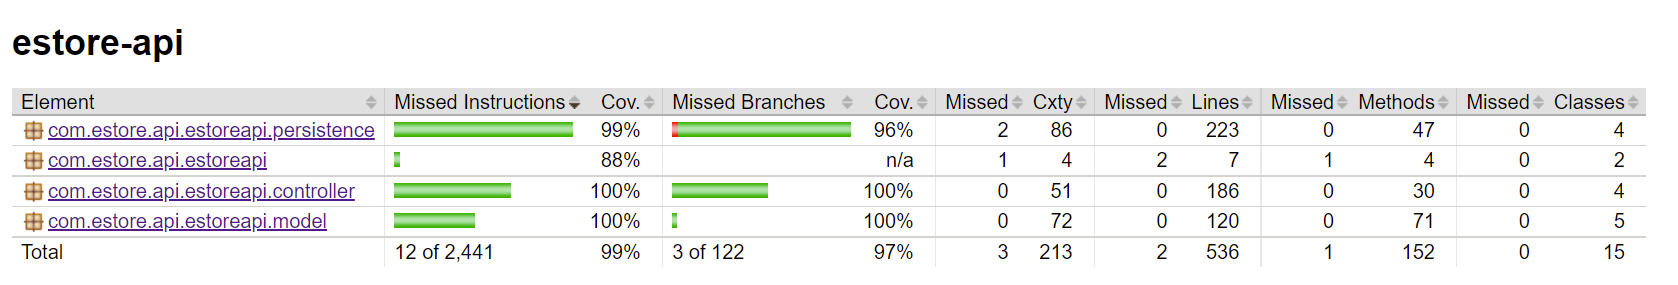 estore-api
Element Missed Instructions Cov. Missed Branches Cov. Missed Cxty Missed Lines Missed Methods Missed Classes
com.estore.api.estoreapi.persistence 99% 96% 2 86 0 223 0 47 0 4
com.estore.api.estoreapi 88% n/a 1 4 2 7 1 4 0 2
com.estore.api.estoreapi.controller 100% 100% 0 51 0 186 0 30 0 4
com.estore.api.estoreapi.model 100% 100% 0 72 0 120 0 71 0 5
Total 12 of 2,441 99% 3 of 122 97% 3 213 2 536 1 152 0 15